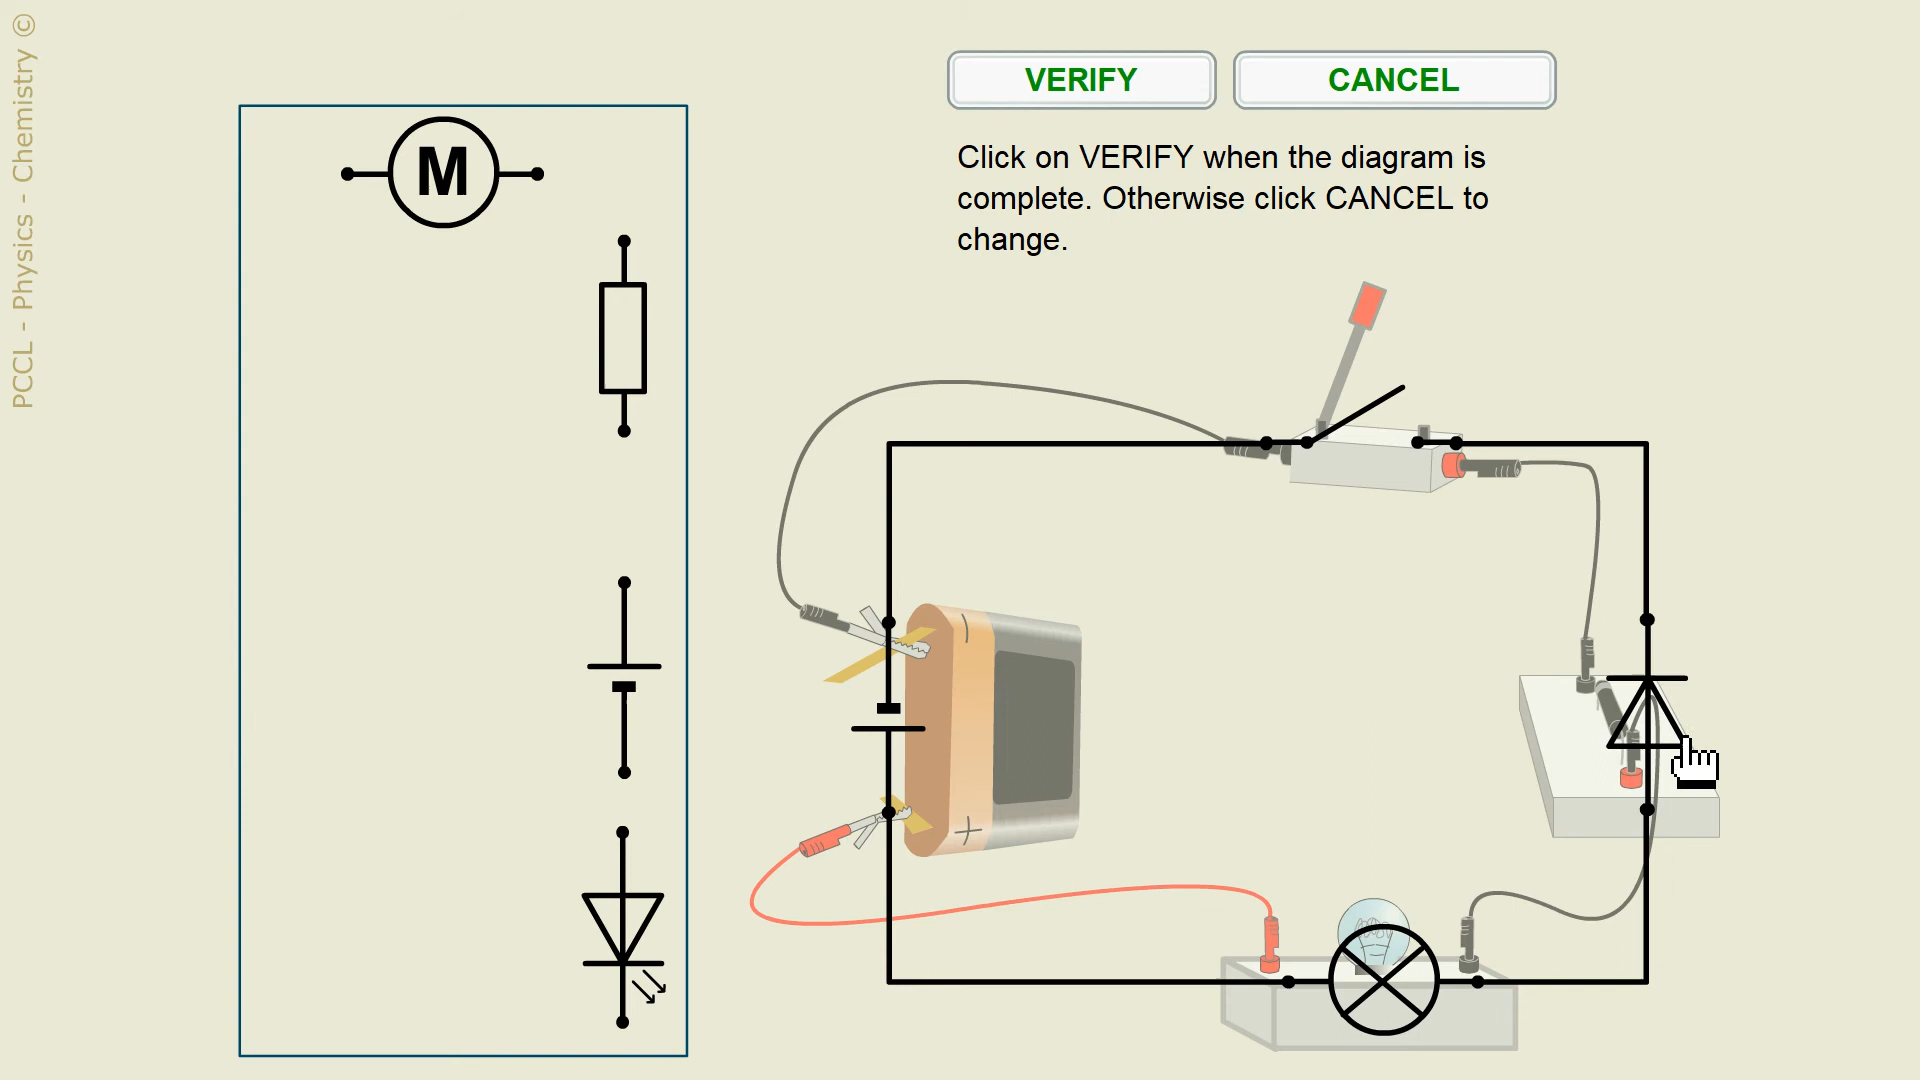 PCCL - Physics - Chemistry ©
VERIFY
CANCEL
Click on VERIFY when the diagram is
complete. Otherwise click CANCEL to
change.
M